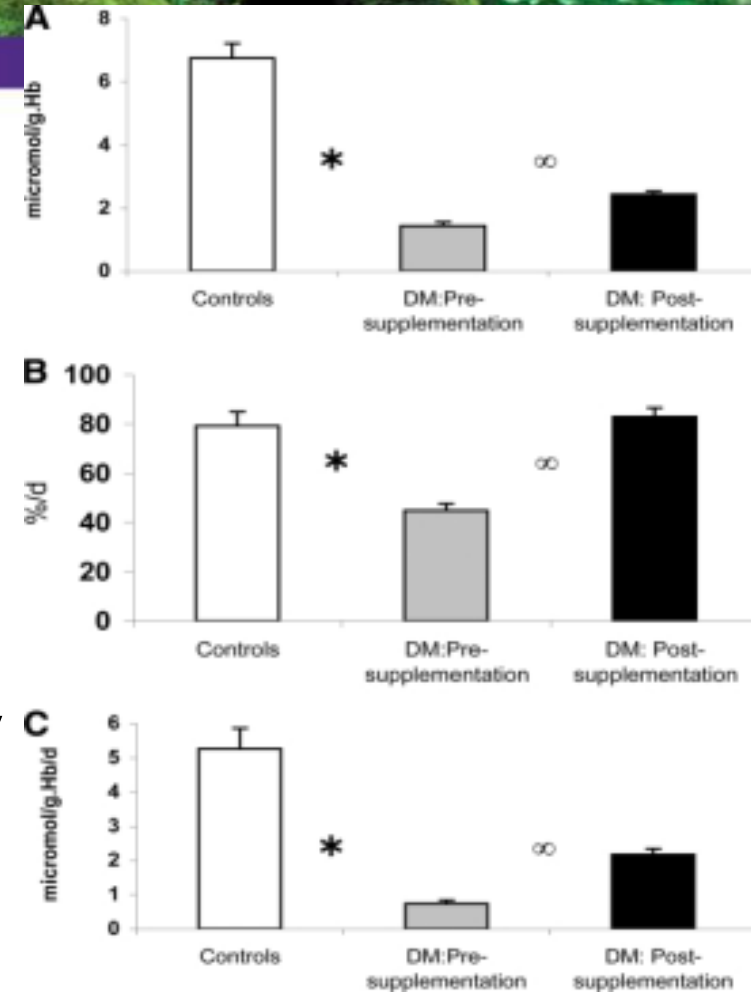 A
8
6
4
2
0
micromol/g.Hb
*
∞
Controls
DM:Pre-
supplementation
DM: Post-
supplementation
B
100
80
60
40
20
0
%/d
*
∞
Controls
DM:Pre-
supplementation
DM: Post-
supplementation
C
6
5
4
3
2
1
0
micromol/g.Hb/d
*
∞
Controls
DM:Pre-
supplementation
DM: Post-
supplementation